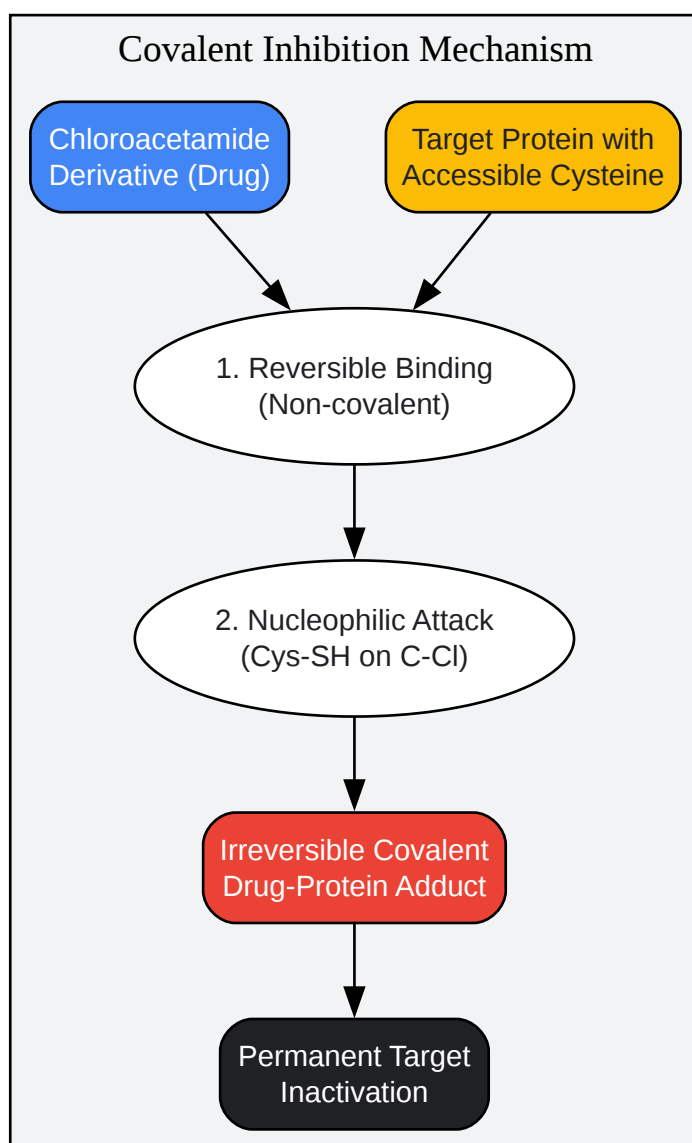 Covalent Inhibition Mechanism
Chloroacetamide
Derivative (Drug)
Target Protein with
Accessible Cysteine
1. Reversible Binding
(Non-covalent)
2. Nucleophilic Attack
(Cys-SH on C-Cl)
Irreversible Covalent
Drug-Protein Adduct
Permanent Target
Inactivation